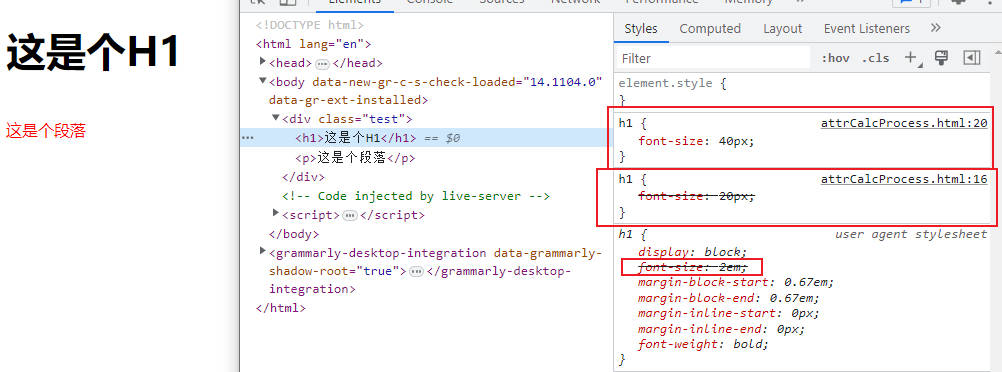 这是个H1
这是个段落
Elements Console Sources Performance Memory
<!DOCTYPE html>
<html lang="en">
<head>…</head>
<body data-new-gr-c-s-check-loaded="14.1104.0"
data-gr-ext-installed>
<div class="test">
<h1>这是个H1</h1> == $0
<p>这是个段落</p>
</div>
<!-- Code injected by live-server -->
<script>…</script>
</body>
<grammarly-desktop-integration data-grammarly-
shadow-root="true">…</grammarly-desktop-
integration>
</html>
Styles Computed Layout Event Listeners
Filter :hov .cls
element.style {
}
h1 { attrCalcProcess.html:20
font-size: 40px;
}
h1 { attrCalcProcess.html:16
font-size: 20px;
}
h1 { user agent stylesheet
display: block;
font-size: 2em;
margin-block-start: 0.67em;
margin-block-end: 0.67em;
margin-inline-start: 0px;
margin-inline-end: 0px;
font-weight: bold;
}